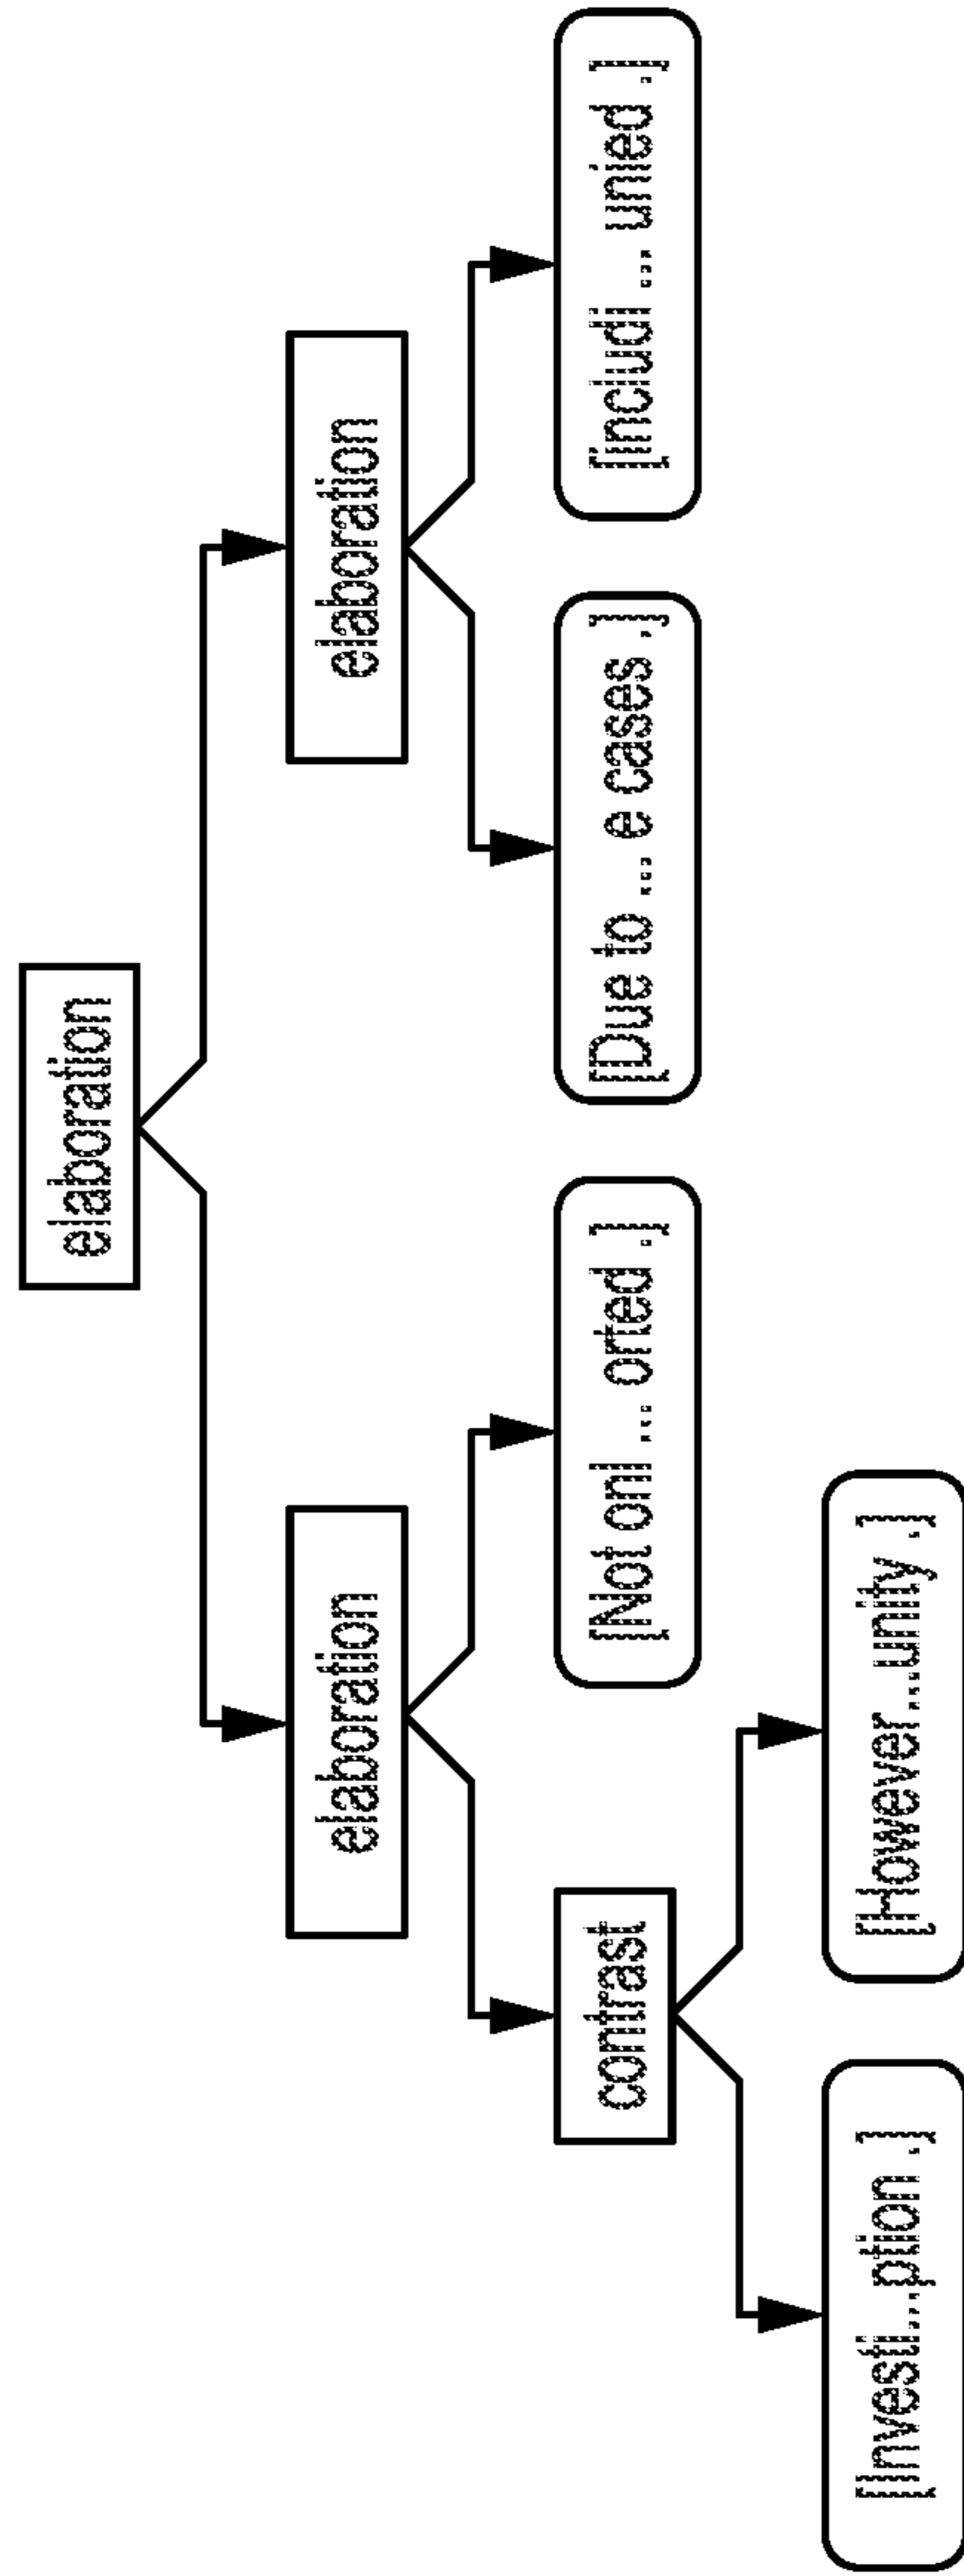 elaboration
elaboration
elaboration
contrast
[Not onl ... orted .]
[Due to ... e cases ,]
[includi ... unied .]
[Investi...ption .]
[However...unity ,]